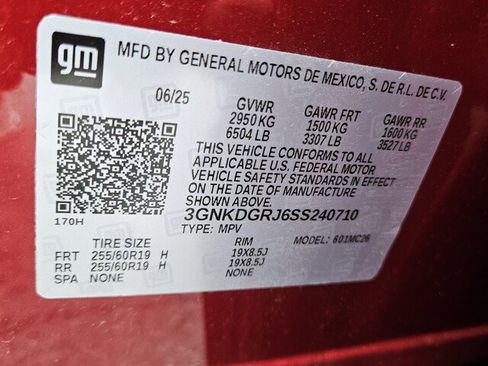 gm
MFD BY GENERAL MOTORS DE MEXICO, S. DE R.L. DE C.V.
06/25 GVWR GAWR FRT GAWR RR
2950 KG 1500 KG 1600 KG
6504 LB 3307 LB 3527 LB
THIS VEHICLE CONFORMS TO ALL
APPLICABLE U.S. FEDERAL MOTOR
VEHICLE SAFETY STANDARDS IN EFFECT
ON THE DATE OF MANUFACTURE
SHOWN ABOVE.
3GNKDGRJ6SS240710
170H TYPE: MPV MODEL: 601MC26
TIRE SIZE RIM
FRT 255/60R19 H 19X8.5J
RR 255/60R19 H 19X8.5J
SPA NONE NONE